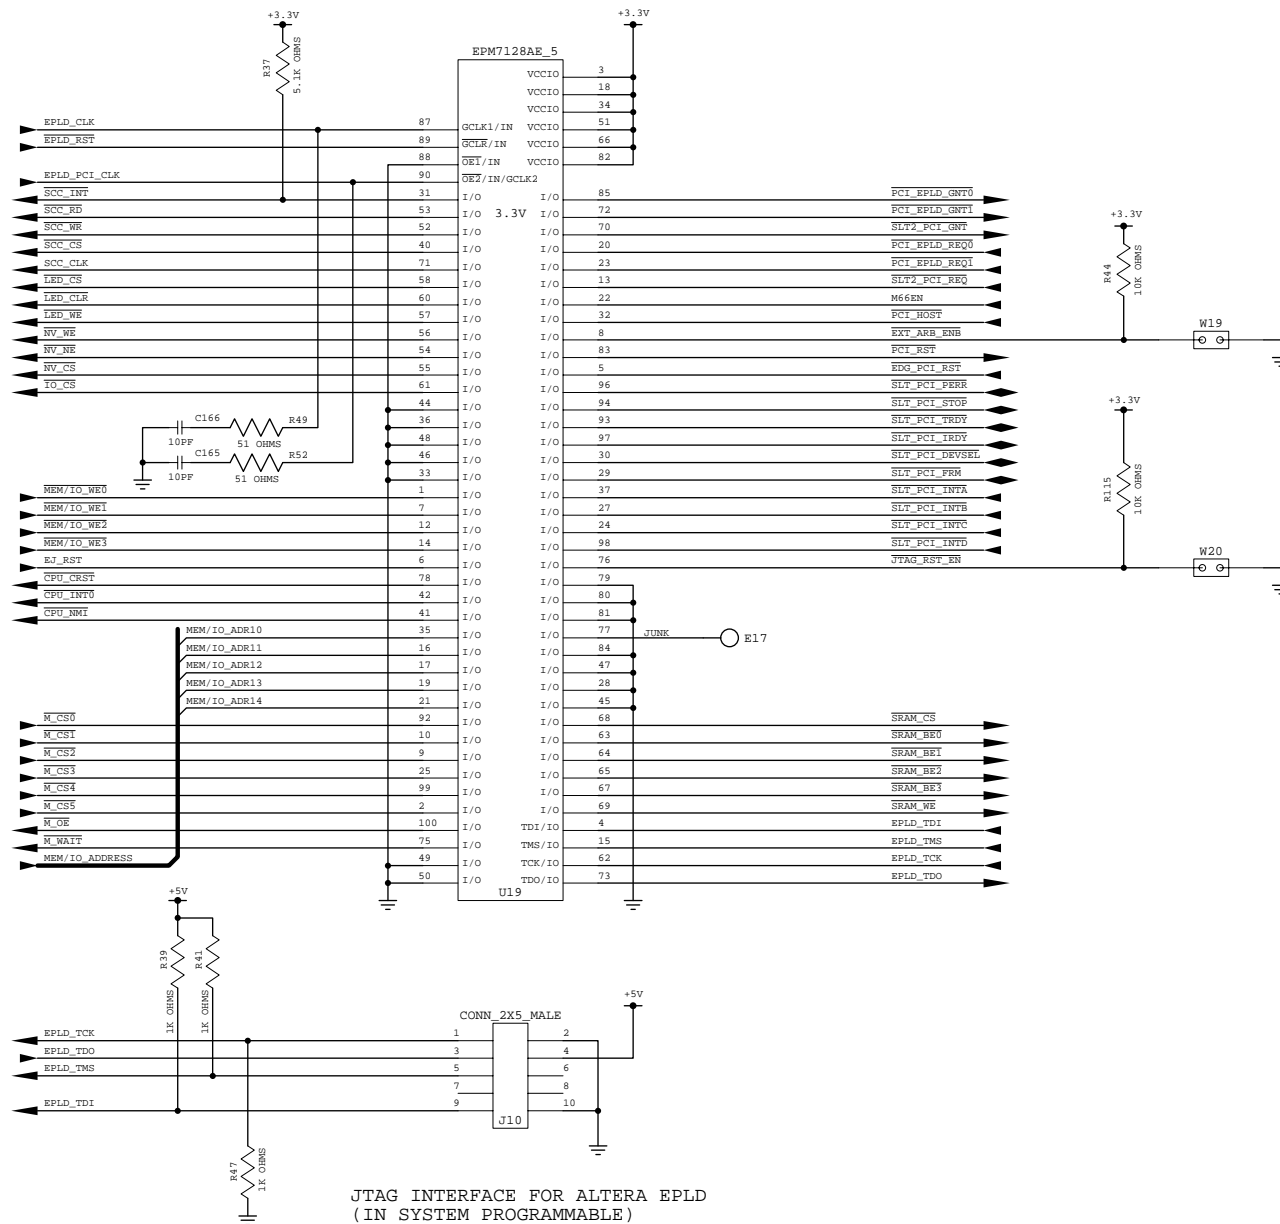 +3.3V
+3.3V
R37
5.1K OHMS
EPM7128AE_5
VCCIO 3
VCCIO 18
VCCIO 34
EPLD_CLK 87 GCLK1/IN VCCIO 51
EPLD_RST 89 GCLR/IN VCCIO 66
88 OE1/IN VCCIO 82
EPLD_PCI_CLK 90 OE2/IN/GCLK2
SCC_INT 31 I/O I/O 85 PCI_EPLD_GNT0
SCC_RD 53 I/O 3.3V I/O 72 PCI_EPLD_GNT1
SCC_WR 52 I/O I/O 70 SLT2_PCI_GNT
SCC_CS 40 I/O I/O 20 PCI_EPLD_REQ0
SCC_CLK 71 I/O I/O 23 PCI_EPLD_REQ1
LED_CS 58 I/O I/O 13 SLT2_PCI_REQ
LED_CLR 60 I/O I/O 22 M66EN
LED_WE 57 I/O I/O 32 PCI_HOST
NV_WE 56 I/O I/O 8 EXT_ARB_ENB
NV_NE 54 I/O I/O 83 PCI_RST
NV_CS 55 I/O I/O 5 EDG_PCI_RST
IO_CS 61 I/O I/O 96 SLT_PCI_PERR
44 I/O I/O 94 SLT_PCI_STOP
36 I/O I/O 93 SLT_PCI_TRDY
48 I/O I/O 97 SLT_PCI_IRDY
46 I/O I/O 30 SLT_PCI_DEVSEL
33 I/O I/O 29 SLT_PCI_FRM
MEM/IO_WE0 1 I/O I/O 37 SLT_PCI_INTA
MEM/IO_WE1 7 I/O I/O 27 SLT_PCI_INTB
MEM/IO_WE2 12 I/O I/O 24 SLT_PCI_INTC
MEM/IO_WE3 14 I/O I/O 98 SLT_PCI_INTD
EJ_RST 6 I/O I/O 76 JTAG_RST_EN
CPU_CRST 78 I/O I/O 79
CPU_INT0 42 I/O I/O 80
CPU_NMI 41 I/O I/O 81
MEM/IO_ADR10 35 I/O I/O 77 JUNK E17
MEM/IO_ADR11 16 I/O I/O 84
MEM/IO_ADR12 17 I/O I/O 47
MEM/IO_ADR13 19 I/O I/O 28
MEM/IO_ADR14 21 I/O I/O 45
M_CS0 92 I/O I/O 68 SRAM_CS
M_CS1 10 I/O I/O 63 SRAM_BE0
M_CS2 9 I/O I/O 64 SRAM_BE1
M_CS3 25 I/O I/O 65 SRAM_BE2
M_CS4 99 I/O I/O 67 SRAM_BE3
M_CS5 2 I/O I/O 69 SRAM_WE
M_OE 100 I/O TDI/IO 4 EPLD_TDI
M_WAIT 75 I/O TMS/IO 15 EPLD_TMS
MEM/IO_ADDRESS 49 I/O TCK/IO 62 EPLD_TCK
50 I/O TDO/IO 73 EPLD_TDO
U19
C166 R49
10PF 51 OHMS
C165 R52
10PF 51 OHMS
+3.3V
R44
10K OHMS
W19
+3.3V
R115
10K OHMS
W20
+5V
R39
1K OHMS
R41
1K OHMS
+5V
CONN_2X5_MALE
EPLD_TCK 1 2
EPLD_TDO 3 4
EPLD_TMS 5 6
7 8
EPLD_TDI 9 10
J10
R47
1K OHMS
JTAG INTERFACE FOR ALTERA EPLD
(IN SYSTEM PROGRAMMABLE)